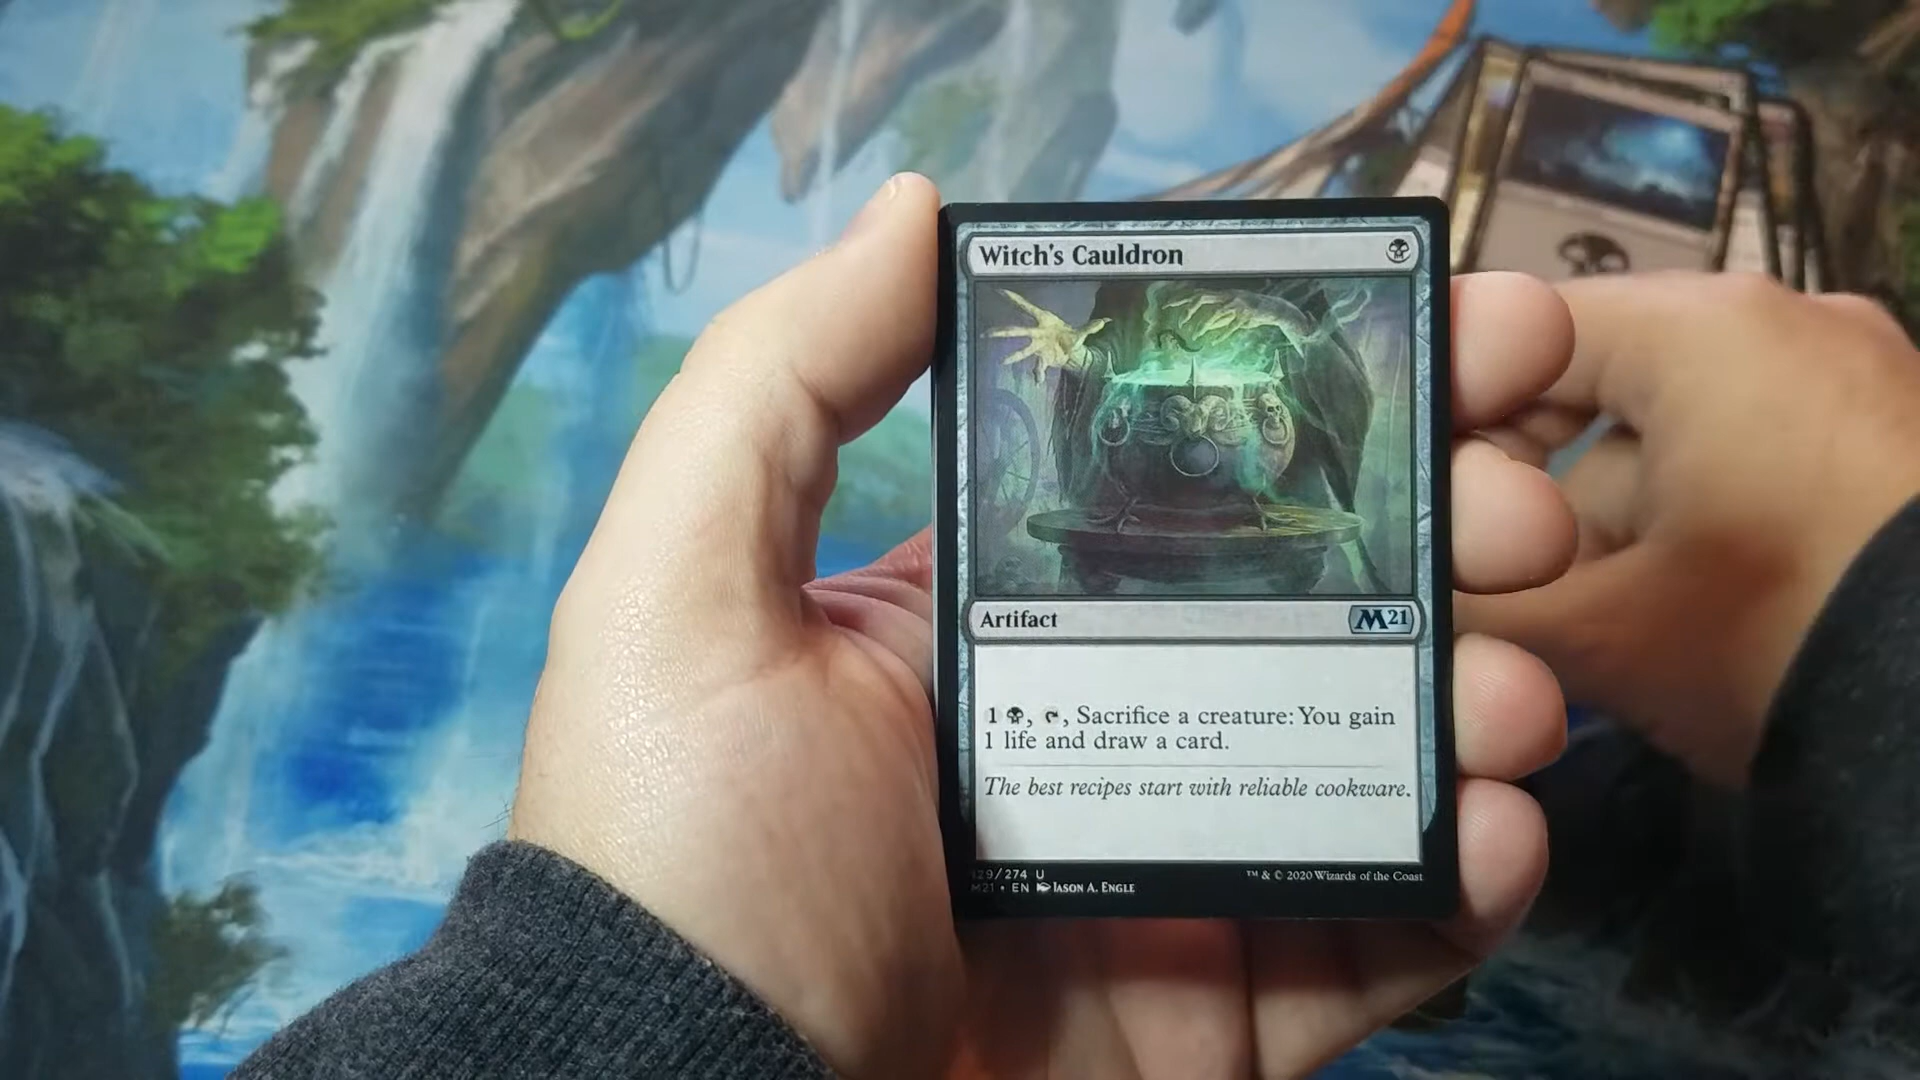 Witch's Cauldron
Artifact
M21
1 , , Sacrifice a creature: You gain
1 life and draw a card.
The best recipes start with reliable cookware.
/274 U
™ & © 2020 Wizards of the Coast
M21 • EN JASON A. ENGLE